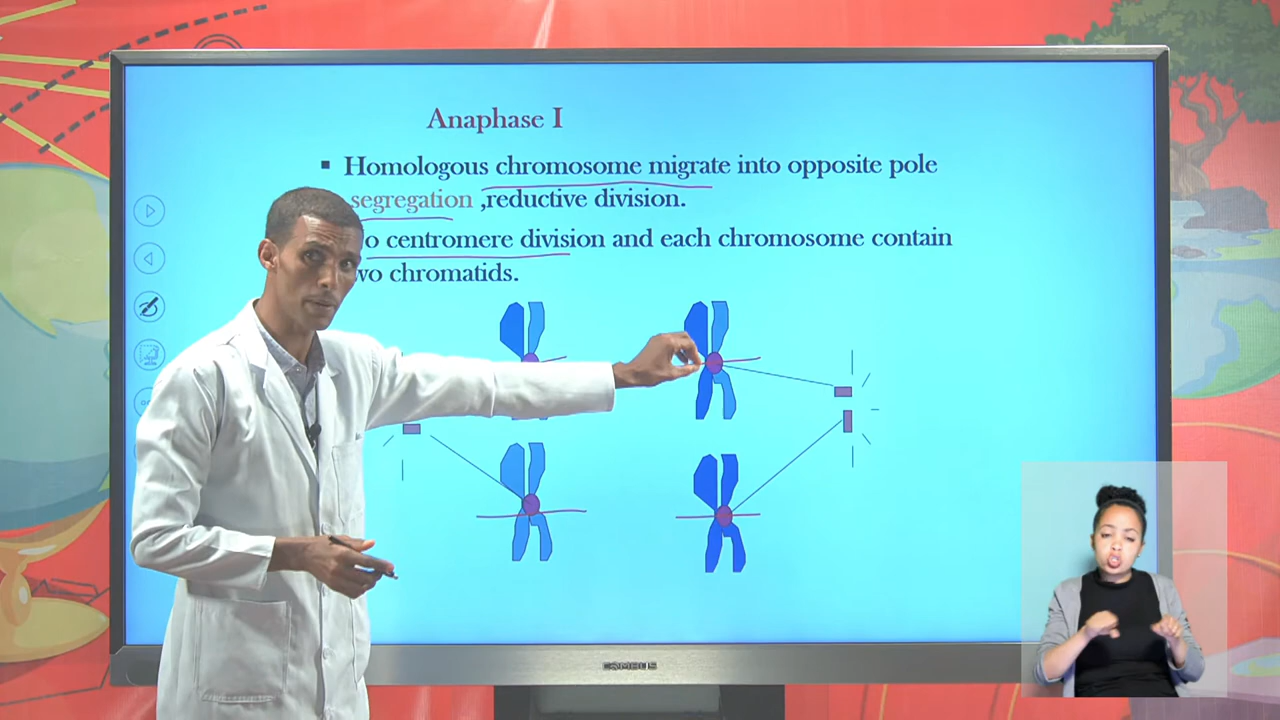 Anaphase I
▪ Homologous chromosome migrate into opposite pole
segregation ,reductive division.
centromere division and each chromosome contain
chromatids.